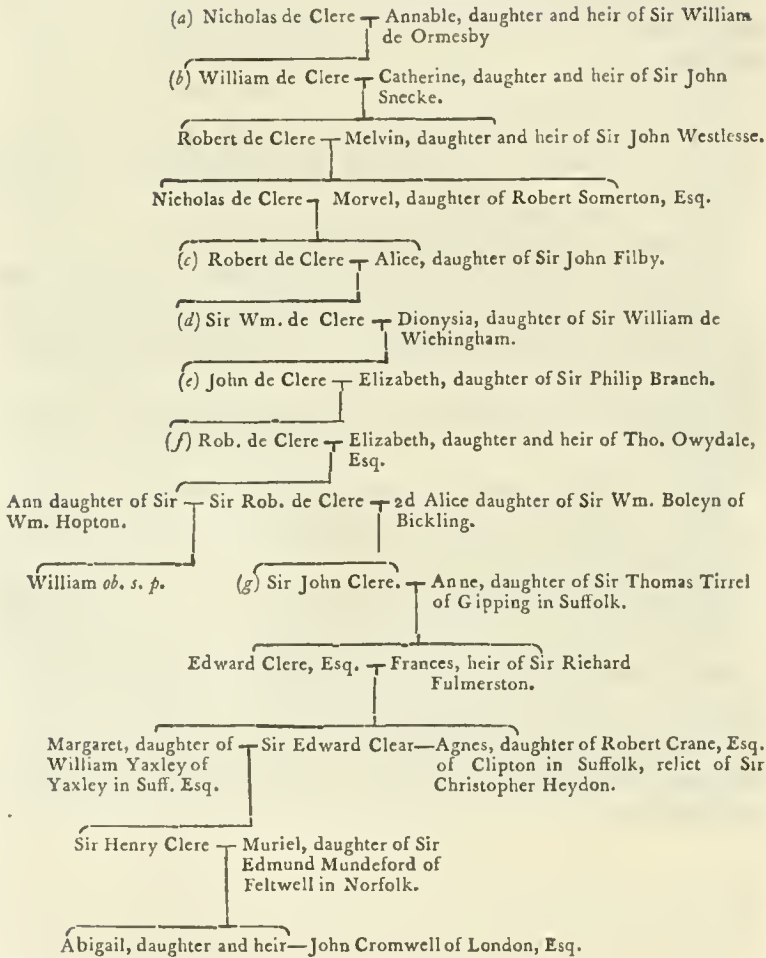 (a) Nicholas de Clere Annable, daughter and heir of Sir William
de Ormesby
(b) William de Clere Catherine, daughter and heir of Sir John
Snecke.
Robert de Clere Melvin, daughter and heir of Sir John Westlesse.
Nicholas de Clere Morvel, daughter of Robert Somerton, Esq.
(c) Robert de Clere Alice, daughter of Sir John Filby.
(d) Sir Wm. de Clere Dionysia, daughter of Sir William de
Wichingham.
(e) John de Clere Elizabeth, daughter of Sir Philip Branch.
(f) Rob. de Clere Elizabeth, daughter and heir of Tho. Owydale,
Esq.
Ann daughter of Sir Sir Rob. de Clere 2d Alice daughter of Sir Wm. Boleyn of
Wm. Hopton. Bickling.
William ob. s. p. (g) Sir John Clere. Anne, daughter of Sir Thomas Tirrel
of Gipping in Suffolk.
Edward Clere, Esq. Frances, heir of Sir Riehard
Fulmerston.
Margaret, daughter of Sir Edward Clear—Agnes, daughter of Robert Crane, Esq.
William Yaxley of of Clipton in Suffolk, relict of Sir
Yaxley in Suff. Esq. Christopher Heydon.
Sir Henry Clere Muriel, daughter of Sir
Edmund Mundeford of
Feltwell in Norfolk.
Abigail, daughter and heir—John Cromwell of London, Esq.